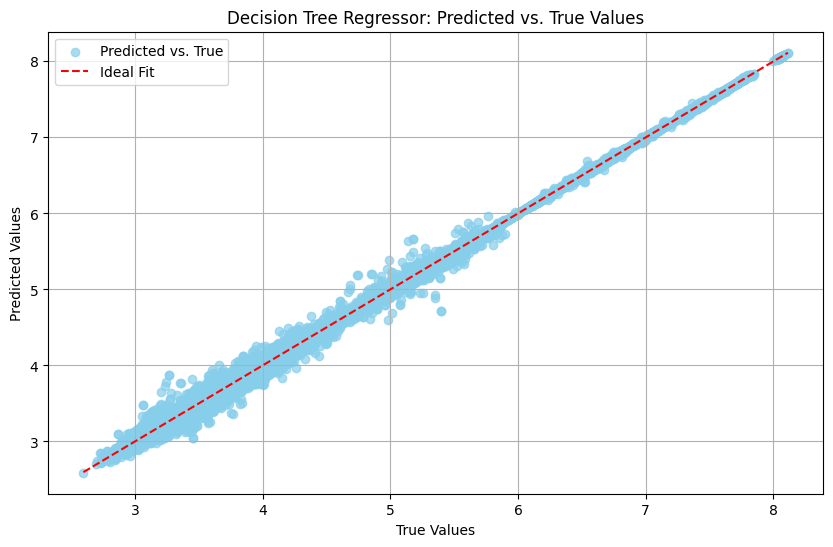 Decision Tree Regressor: Predicted vs. True Values
Predicted vs. True
Ideal Fit
Predicted Values
8
7
6
5
4
3
3 4 5 6 7 8
True Values